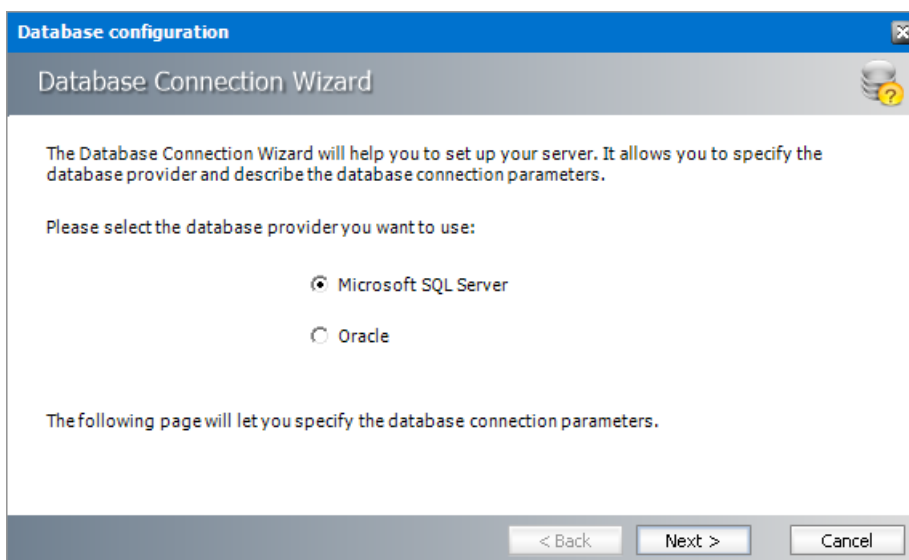 Database configuration
Database Connection Wizard
The Database Connection Wizard will help you to set up your server. It allows you to specify the
database provider and describe the database connection parameters.
Please select the database provider you want to use:
Microsoft SQL Server
Oracle
The following page will let you specify the database connection parameters.
< Back Next > Cancel